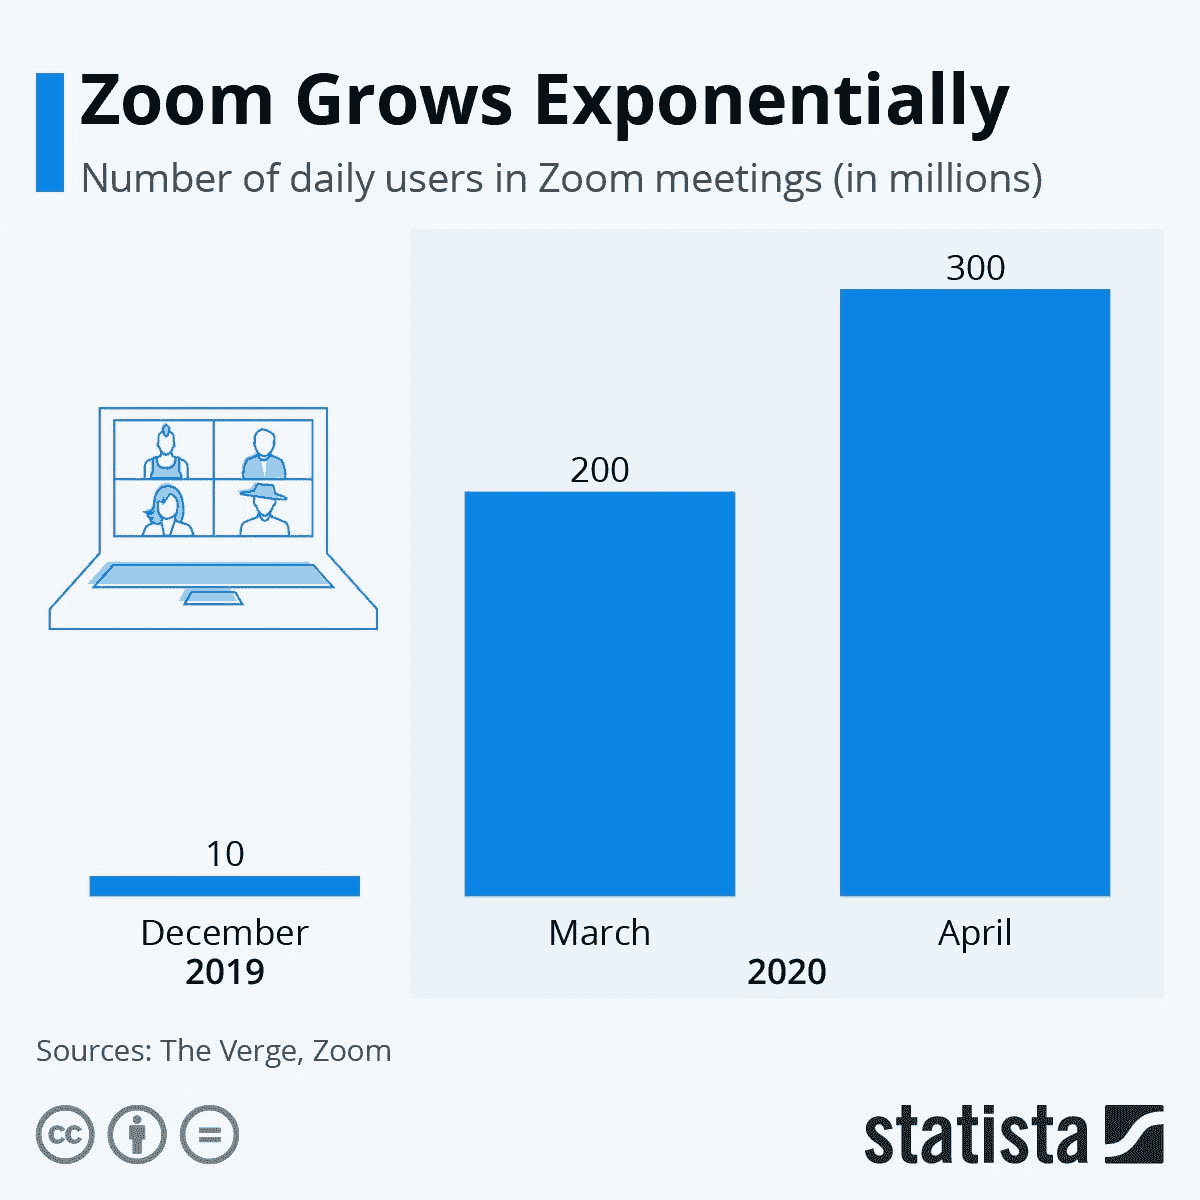 Zoom Grows Exponentially
Number of daily users in Zoom meetings (in millions)
10
200
300
December
2019
March
April
2020
Sources: The Verge, Zoom
cc
=
statista